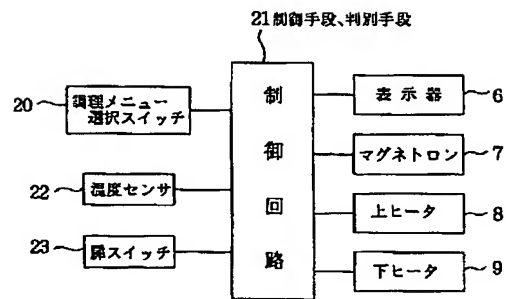 21 制御手段、判別手段
20
調理メニュー
選択スイッチ
22
温度センサ
23
扉スイッチ
制
御
回
路
表示器
6
マグネトロン
7
上ヒータ
8
下ヒータ
9